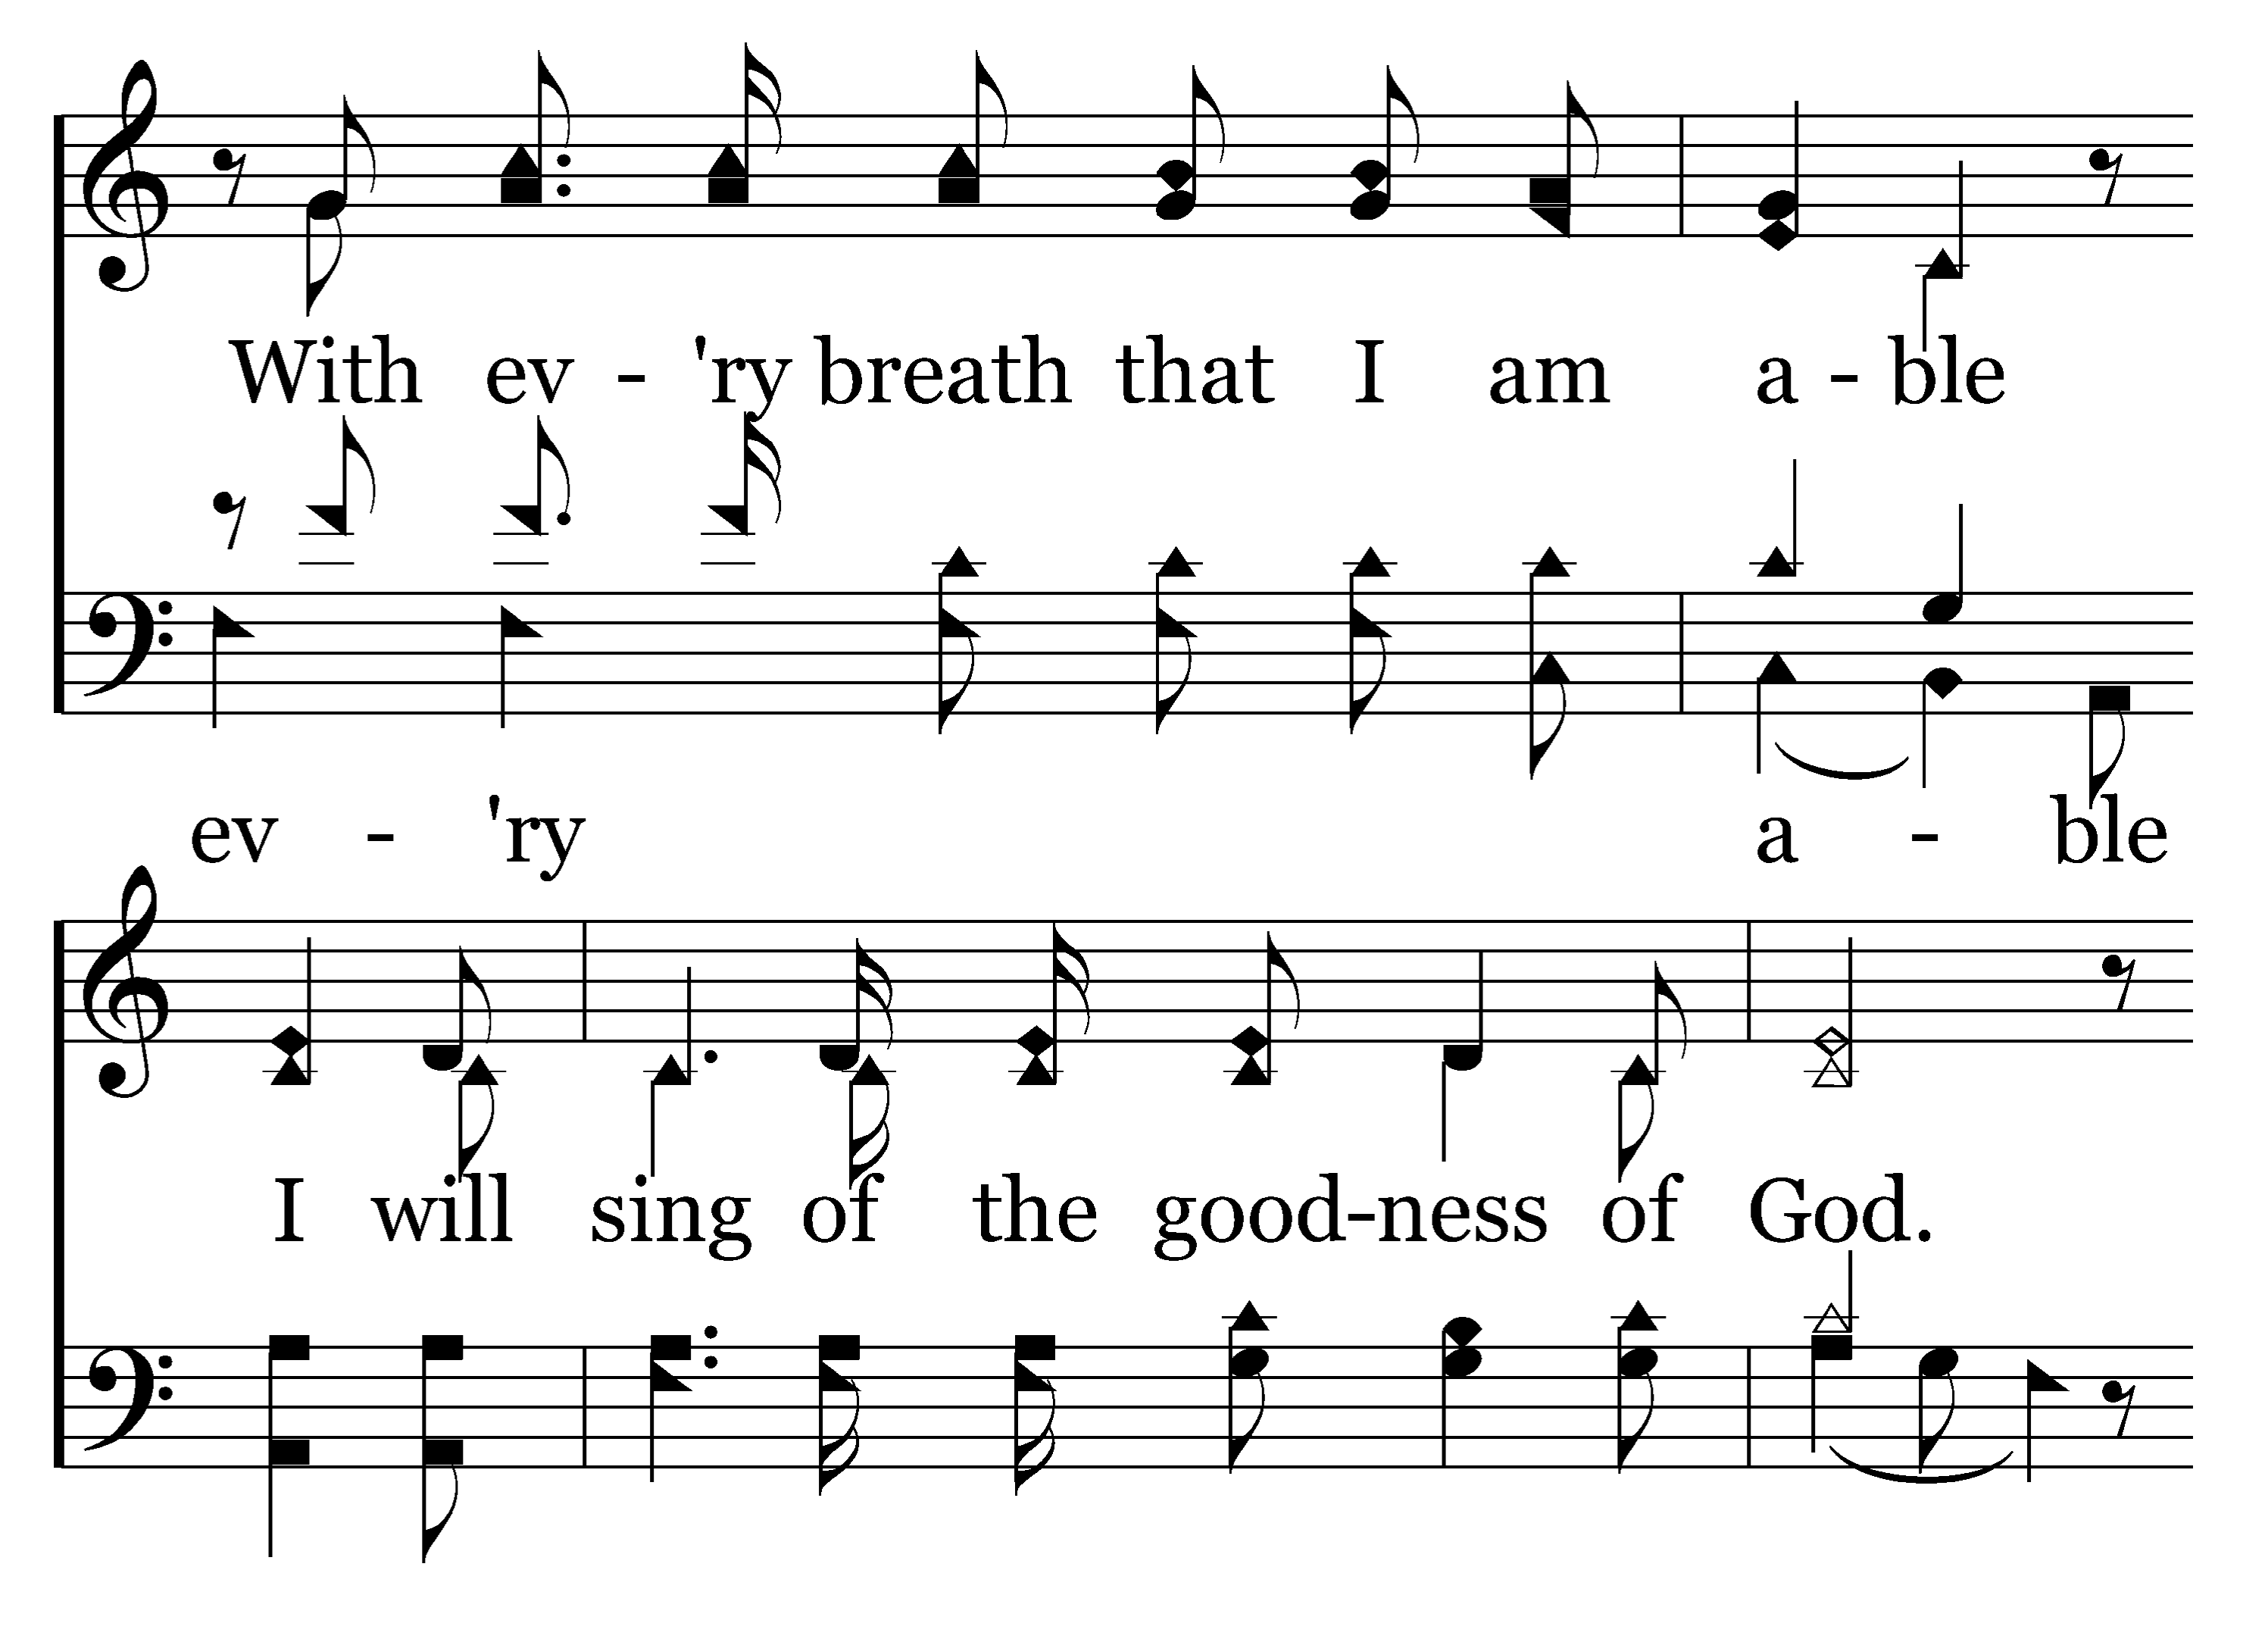 With ev - 'ry breath that I am a - ble
ev - 'ry a - ble
I will sing of the good-ness of God.